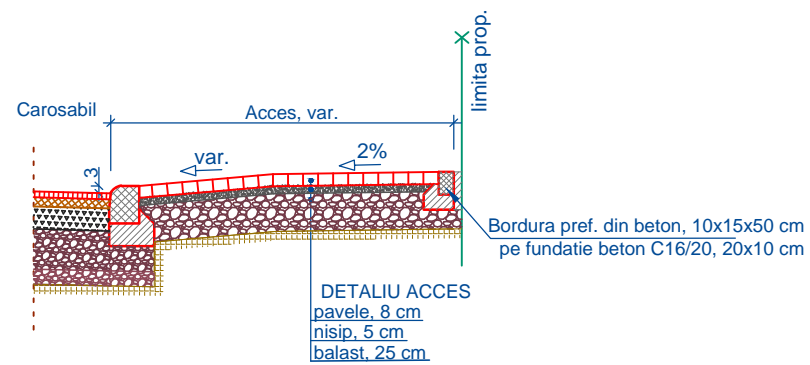 limita prop.
Carosabil
Acces, var.
var.
2%
3
Bordura pref. din beton, 10x15x50 cm
pe fundatie beton C16/20, 20x10 cm
DETALIU ACCES
pavele, 8 cm
nisip, 5 cm
balast, 25 cm